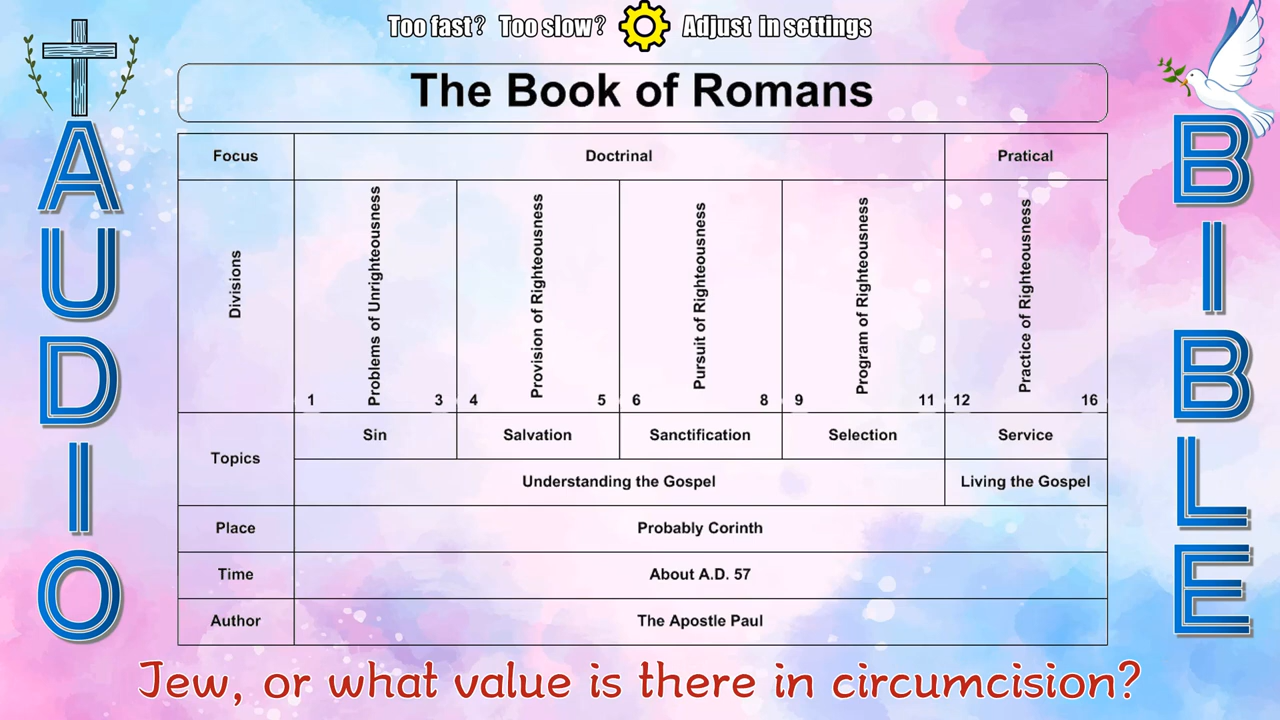 Too fast? Too slow? Adjust in settings
AUDIO
BIBLE
The Book of Romans
Focus Doctrinal Pratical
Divisions
Problems of Unrighteousness
Provision of Righteousness
Pursuit of Righteousness
Program of Righteousness
Practice of Righteousness
1 3 4 5 6 8 9 11 12 16
Topics
Sin Salvation Sanctification Selection Service
Understanding the Gospel Living the Gospel
Place Probably Corinth
Time About A.D. 57
Author The Apostle Paul
Jew, or what value is there in circumcision?